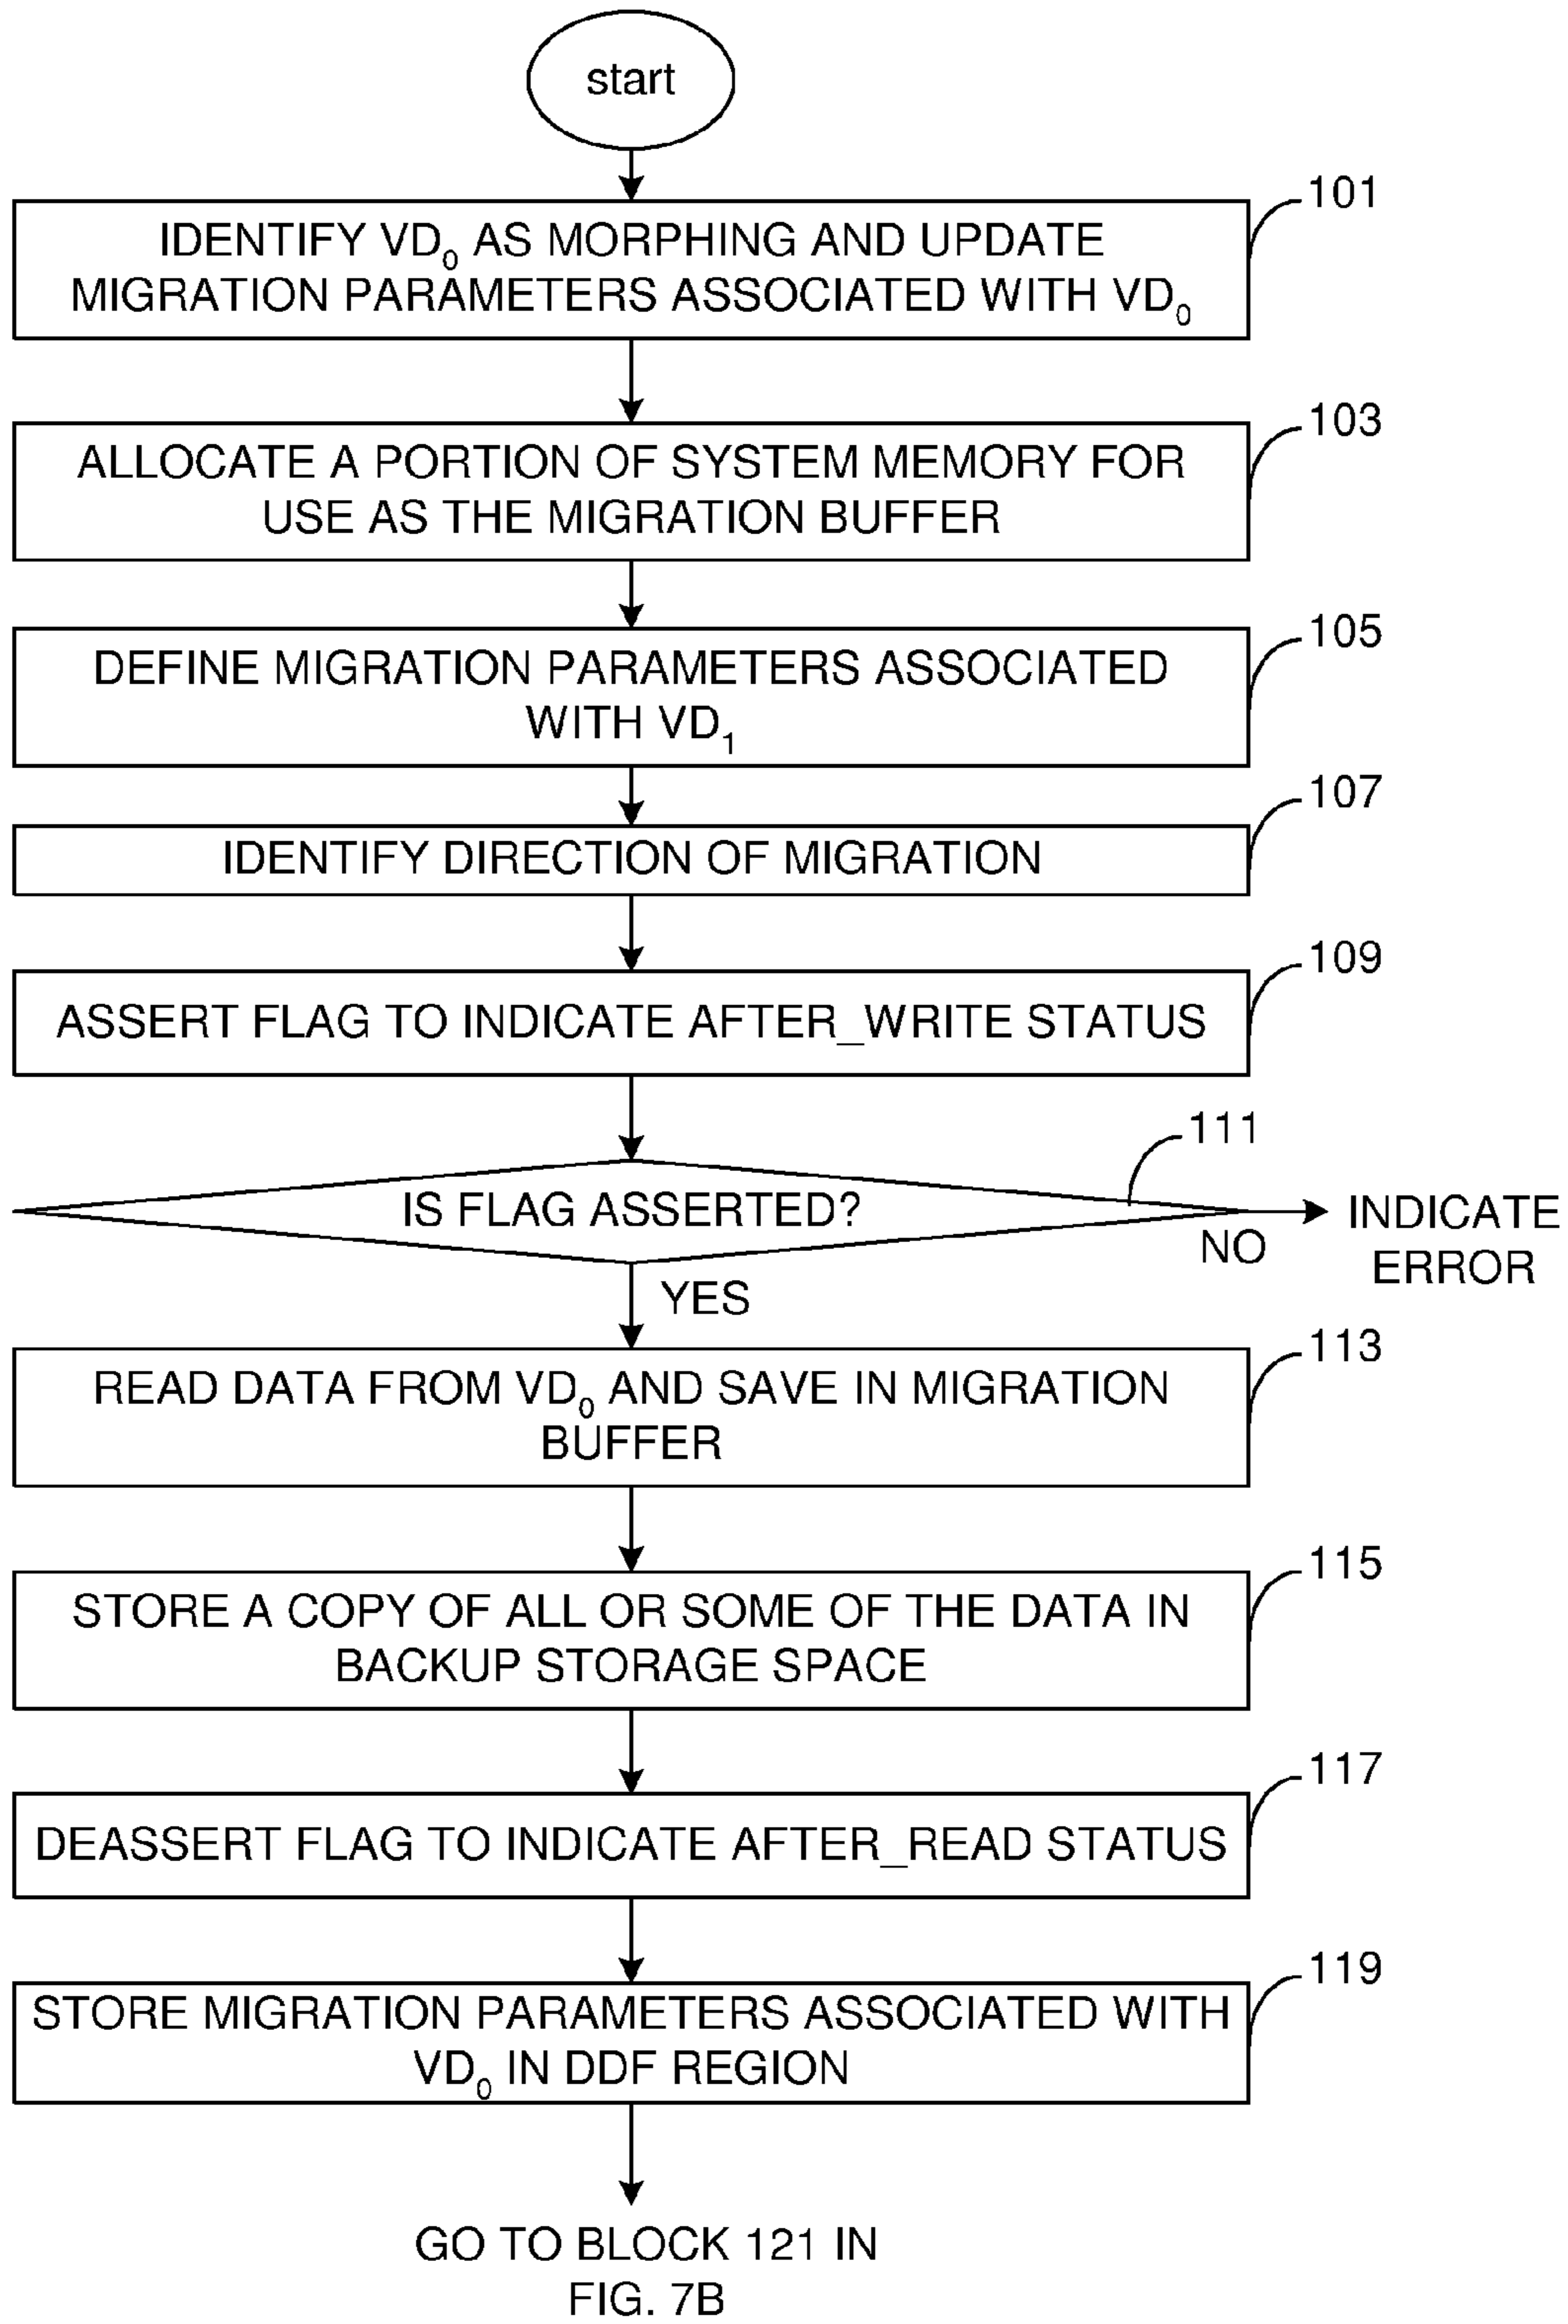 start
101
IDENTIFY VD₀ AS MORPHING AND UPDATE
MIGRATION PARAMETERS ASSOCIATED WITH VD₀
103
ALLOCATE A PORTION OF SYSTEM MEMORY FOR
USE AS THE MIGRATION BUFFER
105
DEFINE MIGRATION PARAMETERS ASSOCIATED
WITH VD₁
107
IDENTIFY DIRECTION OF MIGRATION
109
ASSERT FLAG TO INDICATE AFTER_WRITE STATUS
111
IS FLAG ASSERTED?
NO
INDICATE
ERROR
YES
113
READ DATA FROM VD₀ AND SAVE IN MIGRATION
BUFFER
115
STORE A COPY OF ALL OR SOME OF THE DATA IN
BACKUP STORAGE SPACE
117
DEASSERT FLAG TO INDICATE AFTER_READ STATUS
119
STORE MIGRATION PARAMETERS ASSOCIATED WITH
VD₀ IN DDF REGION
GO TO BLOCK 121 IN
FIG. 7B